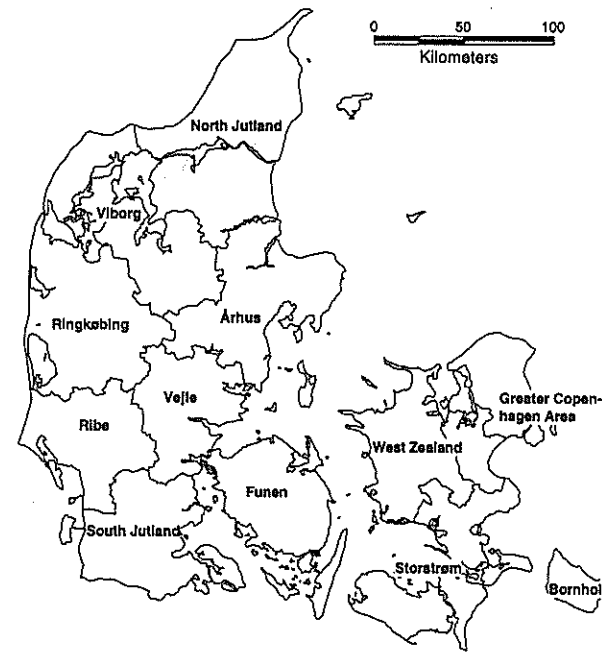 0 50 100
Kilometers
North Jutland
Viborg
Ringkøbing
Århus
Vejle
Ribe
Greater Copen-
hagen Area
West Zealand
Funen
South Jutland
Storstrøm
Bornhol